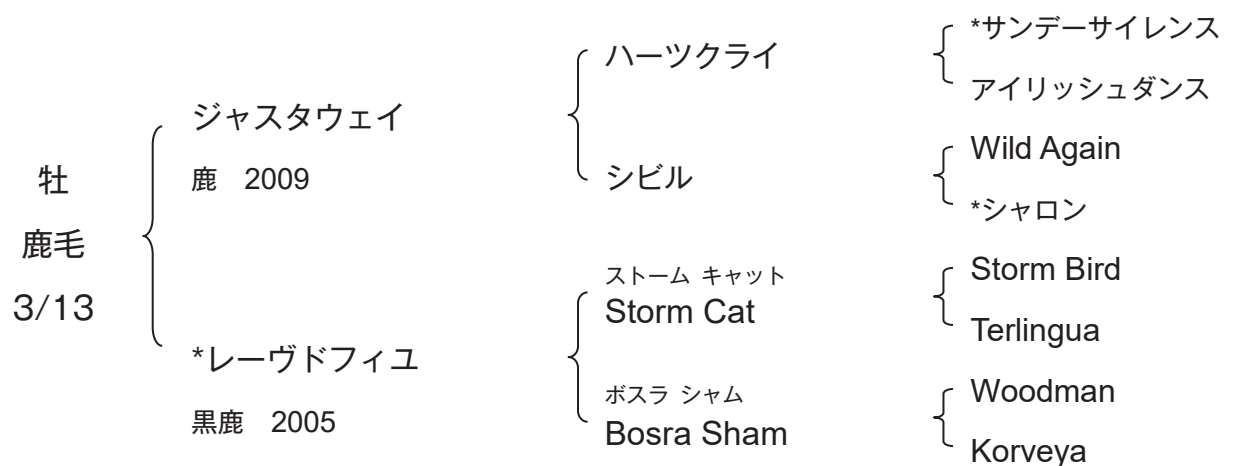 牡
鹿毛
3/13
ジャスタウェイ
鹿　2009
*レーヴドフィユ
黒鹿　2005
ハーツクライ
シビル
ストーム キャット
Storm Cat
ボスラ シャム
Bosra Sham
*サンデーサイレンス
アイリッシュダンス
Wild Again
*シャロン
Storm Bird
Terlingua
Woodman
Korveya